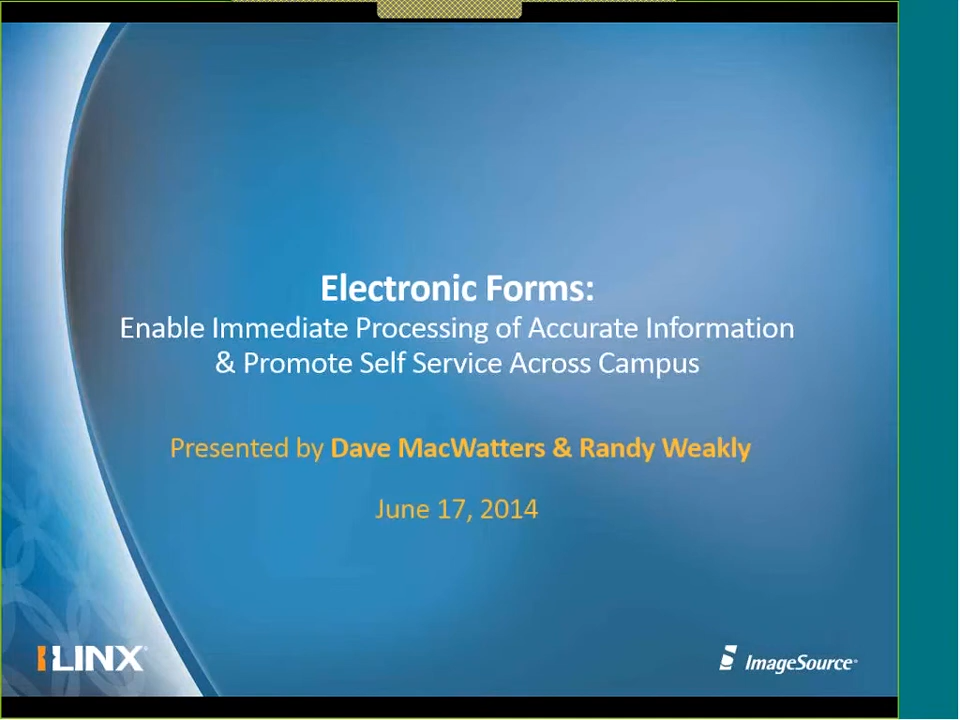 Electronic Forms:
Enable Immediate Processing of Accurate Information
& Promote Self Service Across Campus
Presented by Dave MacWatters & Randy Weakly
June 17, 2014
ILINX®
ImageSource®